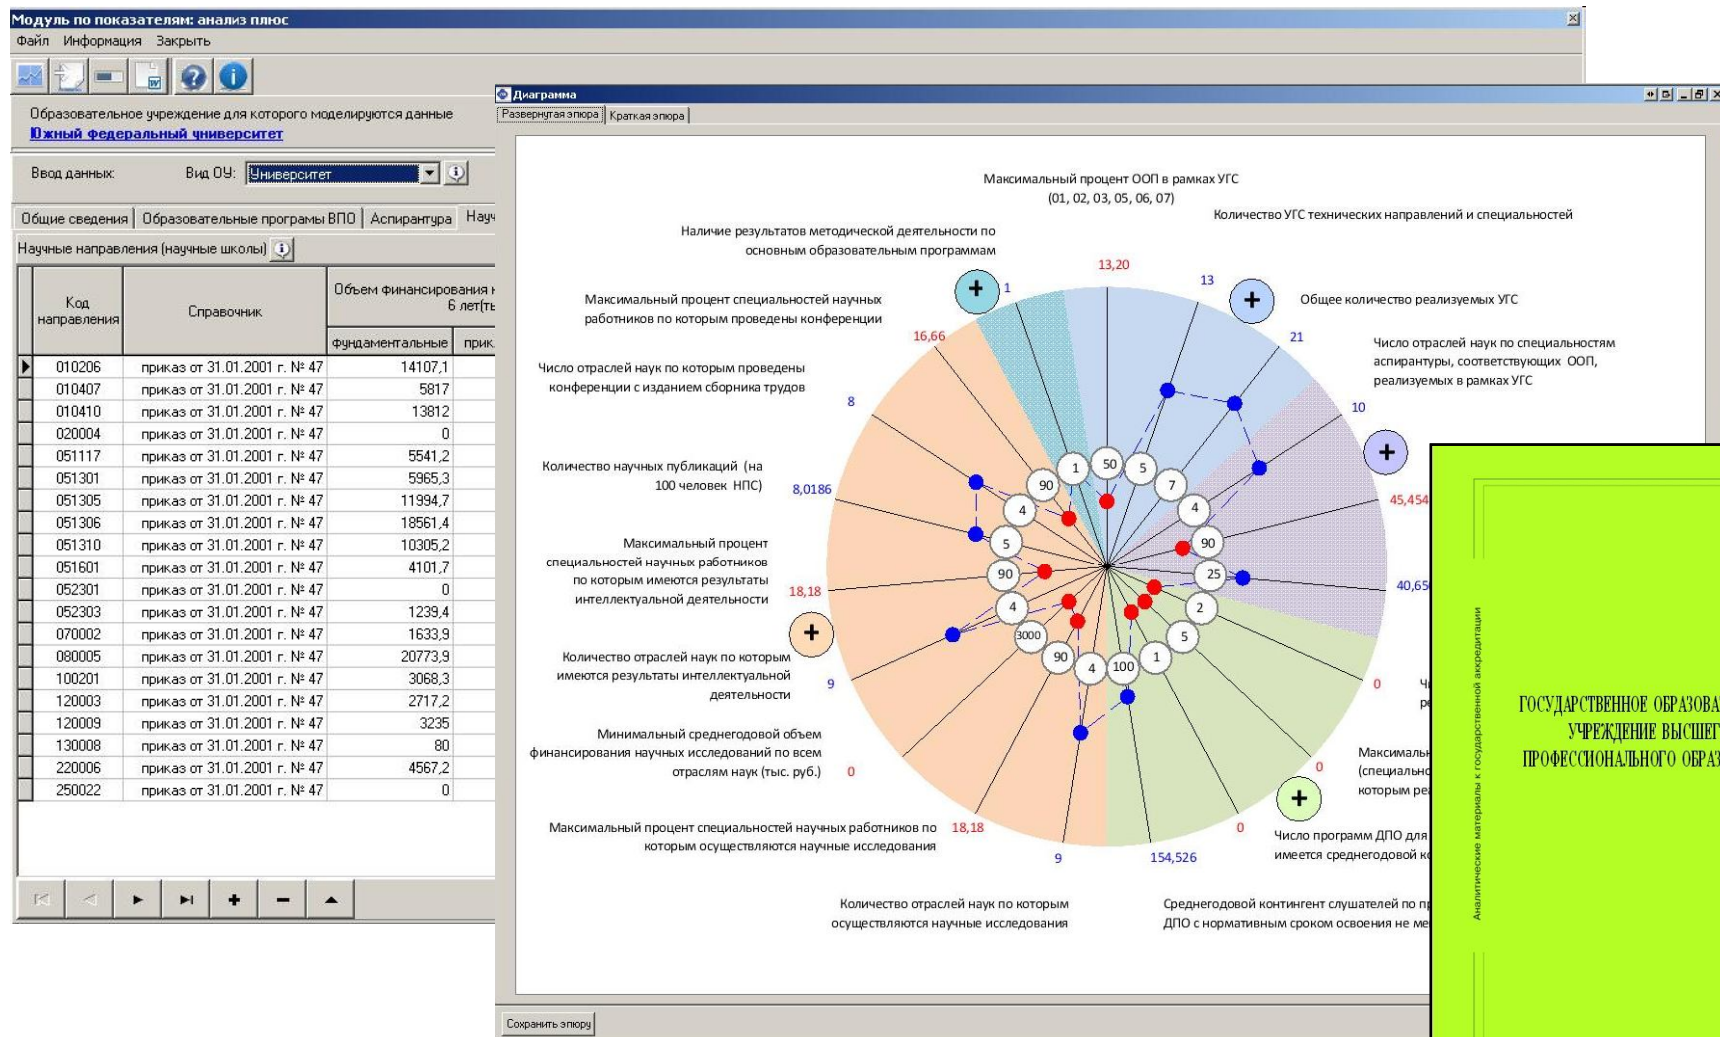 Модуль по показателям: анализ плюс
Файл Информация Закрыть
Образовательное учреждение для которого моделируются данные
Южный федеральный университет
Ввод данных:
Вид ОУ: Университет
Общие сведения
Образовательные програмы ВПО
Аспирантура
Научные направления (научные школы)
Код
направления
Справочник
Объем финансирования
6 лет(
фундаментальные
010206 приказ от 31.01.2001 г. № 47 14107,1
010407 приказ от 31.01.2001 г. № 47 5817
010410 приказ от 31.01.2001 г. № 47 13812
020004 приказ от 31.01.2001 г. № 47 0
051117 приказ от 31.01.2001 г. № 47 5541,2
051301 приказ от 31.01.2001 г. № 47 5965,3
051305 приказ от 31.01.2001 г. № 47 11994,7
051306 приказ от 31.01.2001 г. № 47 18561,4
051310 приказ от 31.01.2001 г. № 47 10305,2
051601 приказ от 31.01.2001 г. № 47 4101,7
052301 приказ от 31.01.2001 г. № 47 0
052303 приказ от 31.01.2001 г. № 47 1239,4
070002 приказ от 31.01.2001 г. № 47 1633,9
080005 приказ от 31.01.2001 г. № 47 20773,9
100201 приказ от 31.01.2001 г. № 47 3068,3
120003 приказ от 31.01.2001 г. № 47 2717,2
120009 приказ от 31.01.2001 г. № 47 3235
130008 приказ от 31.01.2001 г. № 47 80
220006 приказ от 31.01.2001 г. № 47 4567,2
250022 приказ от 31.01.2001 г. № 47 0
Диаграмма
Развернутая эпюра
Краткая эпюра
Максимальный процент ООП в рамках УГС
(01, 02, 03, 05, 06, 07)
13,20
Количество УГС технических направлений и специальностей
13
Общее количество реализуемых УГС
21
Число отраслей наук по специальностям
аспирантуры, соответствующих ООП,
реализуемых в рамках УГС
10
45,454
40,65
0
Максималь
(специальнос
которым ре
0
Число программ ДПО для
имеется среднегодовой к
0
Среднегодовой контингент слушателей по п
ДПО с нормативным сроком освоения не ме
154,526
Количество отраслей наук по которым
осуществляются научные исследования
9
Максимальный процент специальностей научных работников по
которым осуществляются научные исследования
18,18
Минимальный среднегодовой объем
финансирования научных исследований по всем
отраслям наук (тыс. руб.)
0
Количество отраслей наук по которым
имеются результаты интеллектуальной
деятельности
9
Максимальный процент
специальностей научных работников
по которым имеются результаты
интеллектуальной деятельности
18,18
Количество научных публикаций (на
100 человек НПС)
8,0186
Число отраслей наук по которым проведены
конференции с изданием сборника трудов
8
Максимальный процент специальностей научных
работников по которым проведены конференции
16,66
Наличие результатов методической деятельности по
основным образовательным программам
1
50
5
7
4
90
25
2
5
1
100
4
90
3000
4
90
5
4
90
1
Сохранить эпюру
Аналитические материалы к государственной аккредитации
ГОСУДАРСТВЕННОЕ ОБРАЗОВА
УЧРЕЖДЕНИЕ ВЫСШЕГ
ПРОФЕССИОНАЛЬНОГО ОБРАЗ